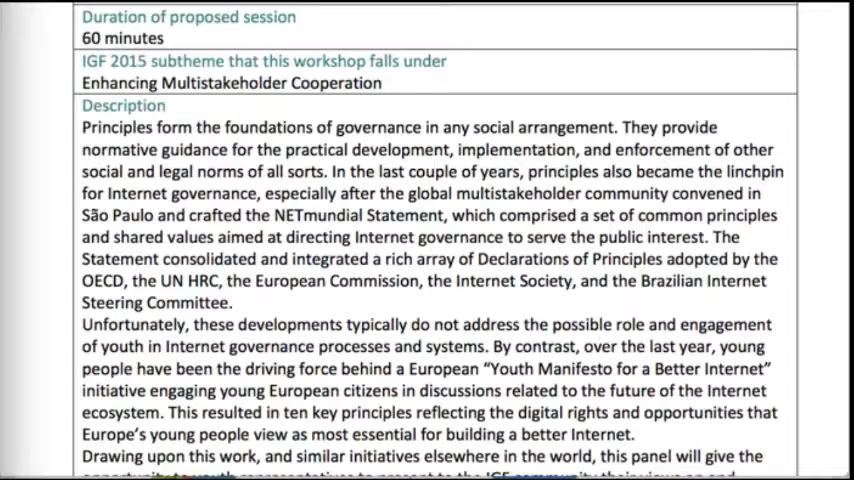 Duration of proposed session
60 minutes
IGF 2015 subtheme that this workshop falls under
Enhancing Multistakeholder Cooperation
Description
Principles form the foundations of governance in any social arrangement. They provide
normative guidance for the practical development, implementation, and enforcement of other
social and legal norms of all sorts. In the last couple of years, principles also became the linchpin
for Internet governance, especially after the global multistakeholder community convened in
São Paulo and crafted the NETmundial Statement, which comprised a set of common principles
and shared values aimed at directing Internet governance to serve the public interest. The
Statement consolidated and integrated a rich array of Declarations of Principles adopted by the
OECD, the UN HRC, the European Commission, the Internet Society, and the Brazilian Internet
Steering Committee.
Unfortunately, these developments typically do not address the possible role and engagement
of youth in Internet governance processes and systems. By contrast, over the last year, young
people have been the driving force behind a European “Youth Manifesto for a Better Internet”
initiative engaging young European citizens in discussions related to the future of the Internet
ecosystem. This resulted in ten key principles reflecting the digital rights and opportunities that
Europe’s young people view as most essential for building a better Internet.
Drawing upon this work, and similar initiatives elsewhere in the world, this panel will give the